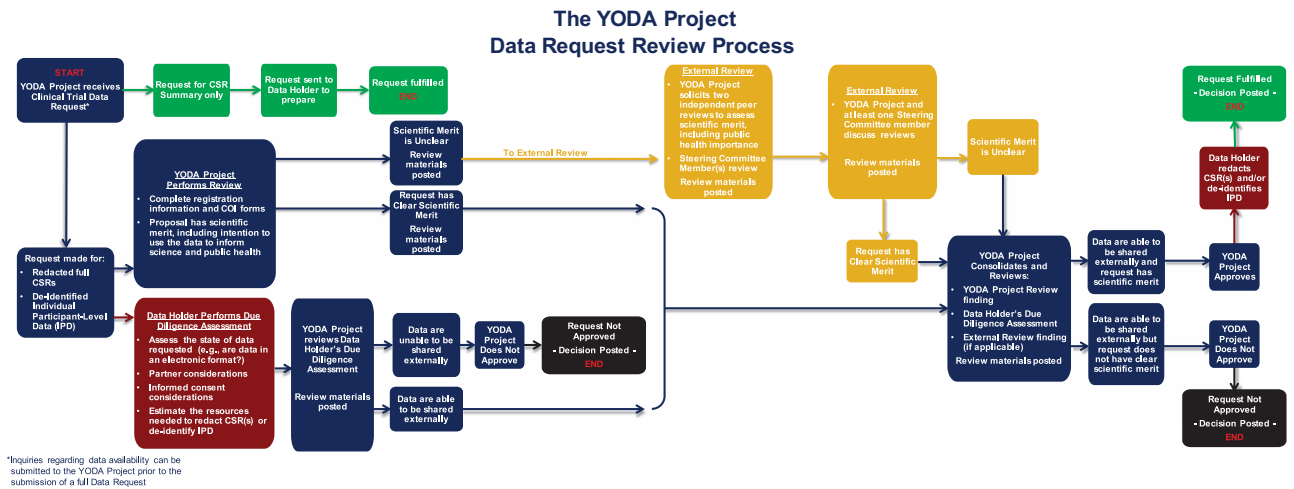 The YODA Project
Data Request Review Process
START
YODA Project receives
Clinical Trial Data
Request*
Request for CSR
Summary only
Request sent to
Data Holder to
prepare
Request fulfilled
END
Request made for:
• Redacted full
CSRs
• De-Identified
Individual
Participant-Level
Data (IPD)
YODA Project
Performs Review
• Complete registration
information and COI forms
• Proposal has scientific
merit, including intention to
use the data to inform
science and public health
Scientific Merit
is Unclear
Review
materials
posted
To External Review
Request has
Clear Scientific
Merit
Review
materials
posted
Data Holder Performs Due
Diligence Assessment
• Assess the state of data
requested (e.g., are data in
an electronic format?)
• Partner considerations
• Informed consent
considerations
• Estimate the resources
needed to redact CSR(s) or
de-identify IPD
YODA Project
reviews Data
Holder's Due
Diligence
Assessment
Review materials
posted
Data are
unable to be
shared
externally
YODA
Project
Does Not
Approve
Request Not
Approved
- Decision Posted -
END
Data are able
to be shared
externally
External Review
• YODA Project
solicits two
independent peer
reviews to assess
scientific merit,
including public
health importance
• Steering Committee
Member(s) review
Review materials
posted
External Review
• YODA Project and
at least one Steering
Committee member
discuss reviews
Review materials
posted
Scientific Merit
is Unclear
Request has
Clear Scientific
Merit
YODA Project
Consolidates and
Reviews:
• YODA Project Review
finding
• Data Holder's Due
Diligence Assessment
• External Review finding
(if applicable)
Review materials posted
Data are able to
be shared
externally and
request has
scientific merit
YODA
Project
Approves
Data Holder
redacts
CSR(s) and/or
de-identifies
IPD
Request Fulfilled
- Decision Posted -
END
Data are able to
be shared
externally but
request does
not have clear
scientific merit
YODA
Project Does
Not Approve
Request Not
Approved
- Decision Posted -
END
*Inquiries regarding data availability can be
submitted to the YODA Project prior to the
submission of a full Data Request